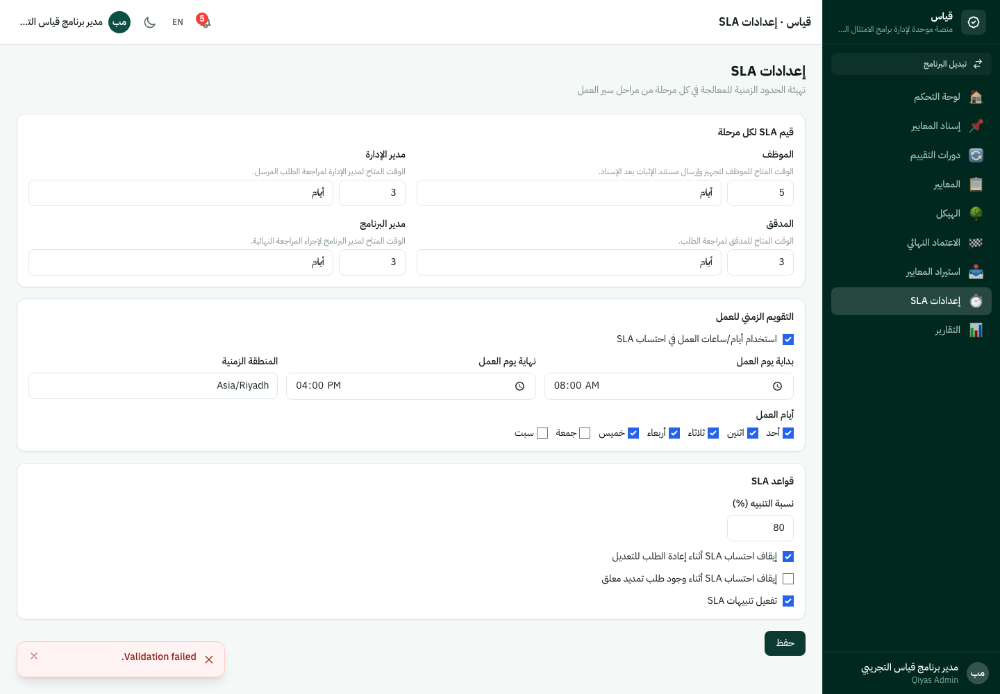 قياس
منصة موحدة لإدارة برامج الامتثال الـ...
تبديل البرنامج
لوحة التحكم
إسناد المعايير
دورات التقييم
المعايير
الهيكل
الاعتماد النهائي
استيراد المعايير
إعدادات SLA
التقارير
مب
مدير برنامج قياس التجريبي
Qiyas Admin
قياس · إعدادات SLA
5
EN
مب
مدير برنامج قياس التـ...
إعدادات SLA
تهيئة الحدود الزمنية للمعالجة في كل مرحلة من مراحل سير العمل
قيم SLA لكل مرحلة
الموظف
الوقت المتاح للموظف لتجهيز وإرسال مستند الإثبات بعد الإسناد.
5
أيام
مدير الإدارة
الوقت المتاح لمدير الإدارة لمراجعة الطلب المرسل.
3
أيام
المدقق
الوقت المتاح للمدقق لمراجعة الطلب.
3
أيام
مدير البرنامج
الوقت المتاح لمدير البرنامج لإجراء المراجعة النهائية.
3
أيام
التقويم الزمني للعمل
استخدام أيام/ساعات العمل في احتساب SLA
بداية يوم العمل
08:00 AM
نهاية يوم العمل
04:00 PM
المنطقة الزمنية
Asia/Riyadh
أيام العمل
أحد اثنين ثلاثاء أربعاء خميس جمعة سبت
قواعد SLA
نسبة التنبيه (%)
80
إيقاف احتساب SLA أثناء إعادة الطلب للتعديل
إيقاف احتساب SLA أثناء وجود طلب تمديد معلق
تفعيل تنبيهات SLA
حفظ
Validation failed.